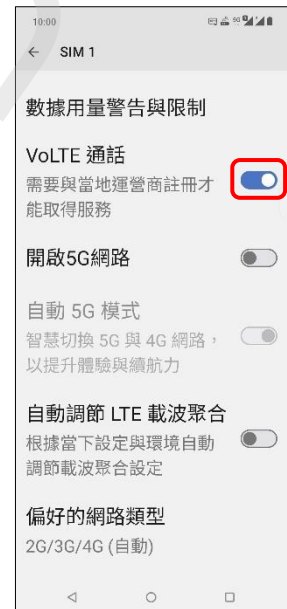 10:00
5G
← SIM 1
數據用量警告與限制
VoLTE 通話
需要與當地運營商註冊才
能取得服務
開啟5G網路
自動 5G 模式
智慧切換 5G 與 4G 網路，
以提升體驗與續航力
自動調節 LTE 載波聚合
根據當下設定與環境自動
調節載波聚合設定
偏好的網路類型
2G/3G/4G (自動)